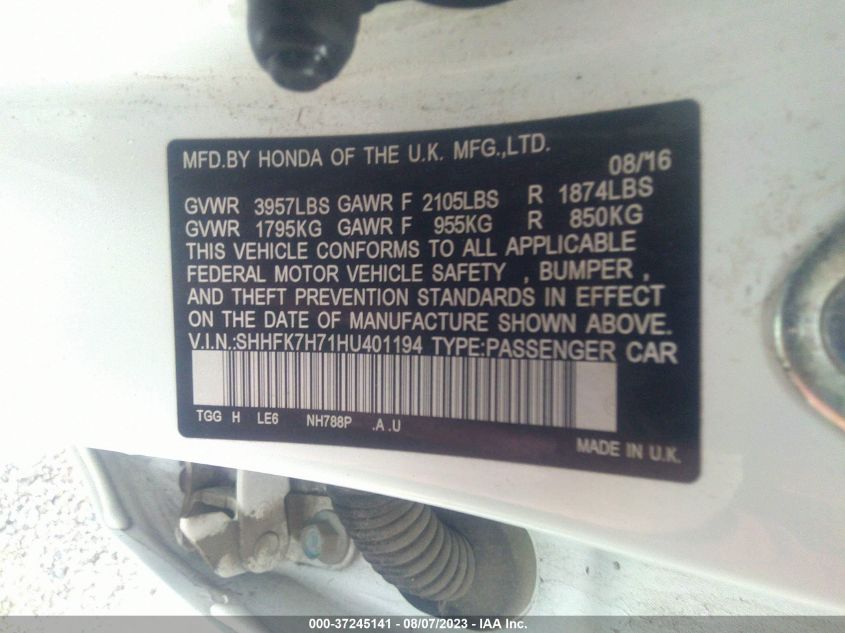 MFD.BY HONDA OF THE U.K. MFG.,LTD.
08/'16
GVWR 3957LBS GAWR F 2105LBS R 1874LBS
GVWR 1795KG GAWR F 955KG R 850KG
THIS VEHICLE CONFORMS TO ALL APPLICABLE
FEDERAL MOTOR VEHICLE SAFETY , BUMPER ,
AND THEFT PREVENTION STANDARDS IN EFFECT
ON THE DATE OF MANUFACTURE SHOWN ABOVE.
V.I.N.:SHHFK7H71HU401194 TYPE:PASSENGER CAR
TGG H LE6 NH788P .A .U
MADE IN U.K.
000-37245141 - 08/07/2023 - IAA Inc.